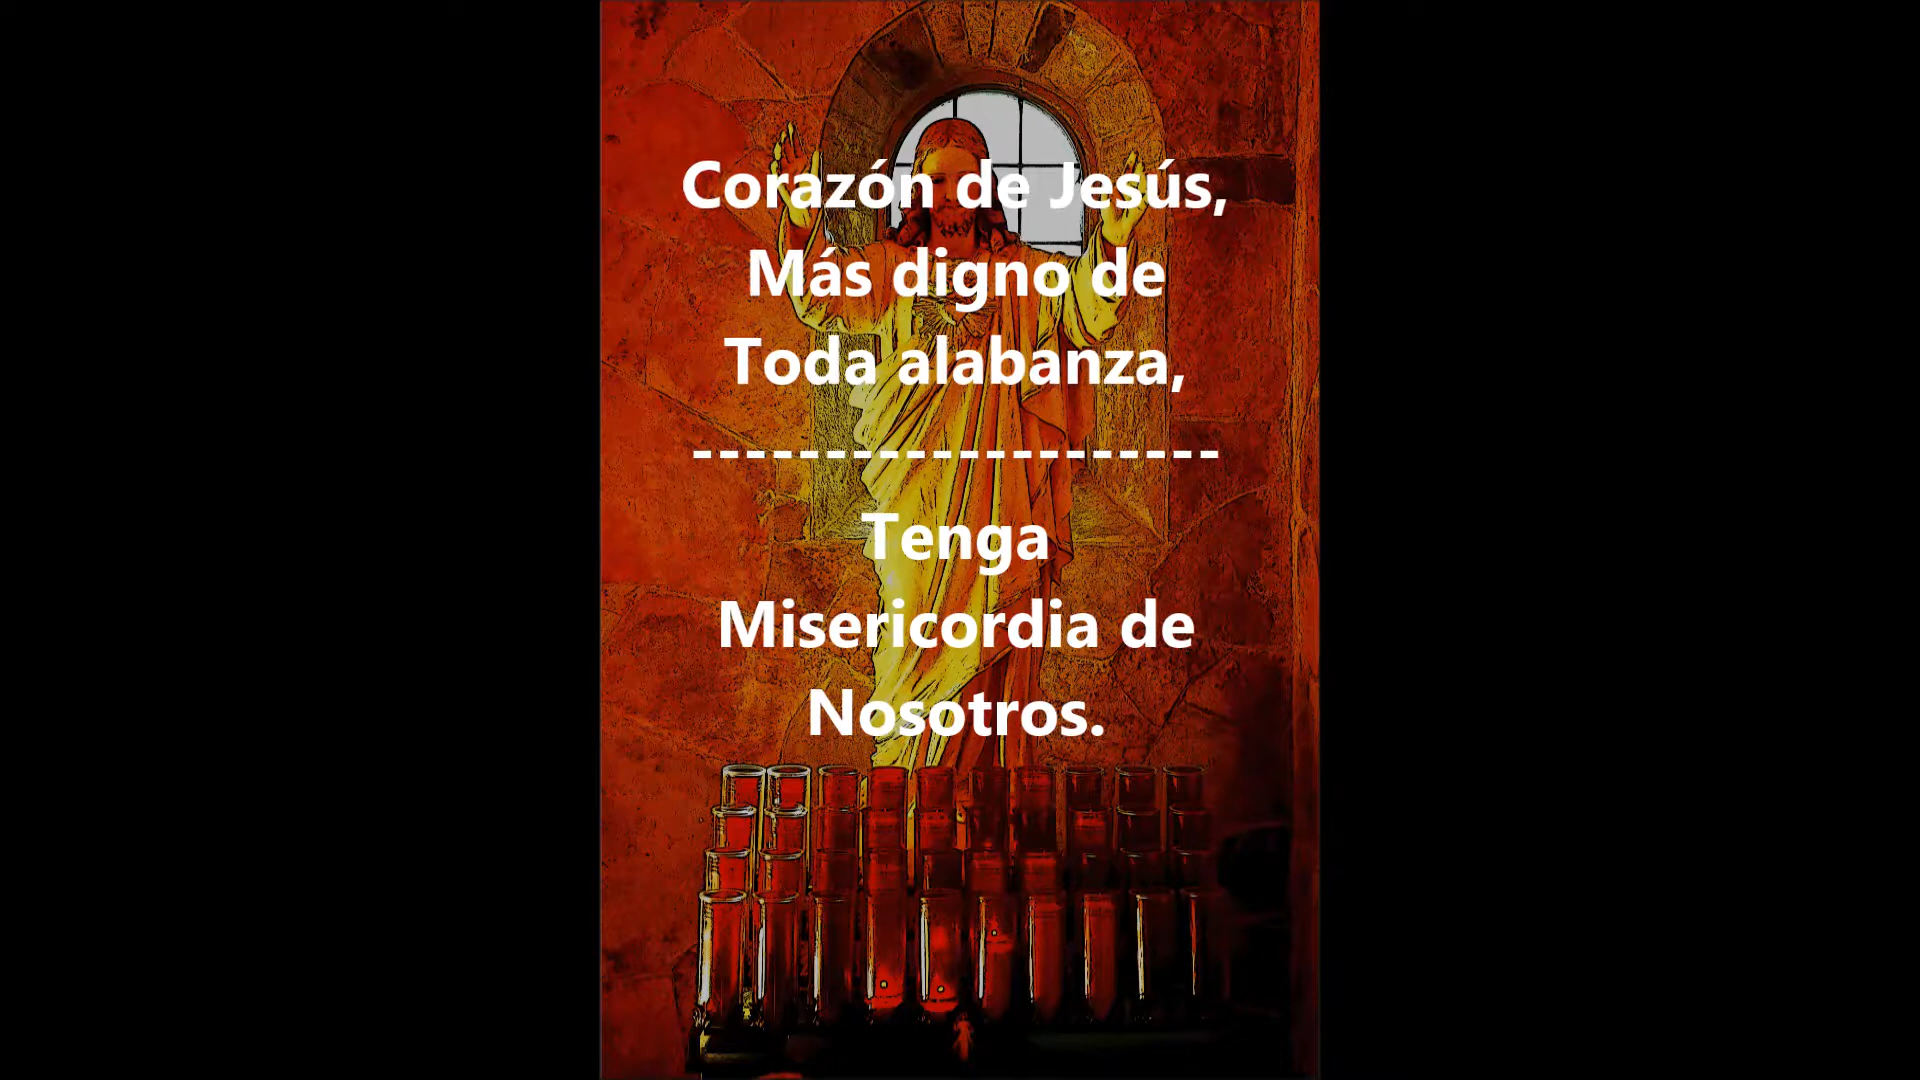 Corazón de Jesús,
Más digno de
Toda alabanza,
--------------------
Tenga
Misericordia de
Nosotros.